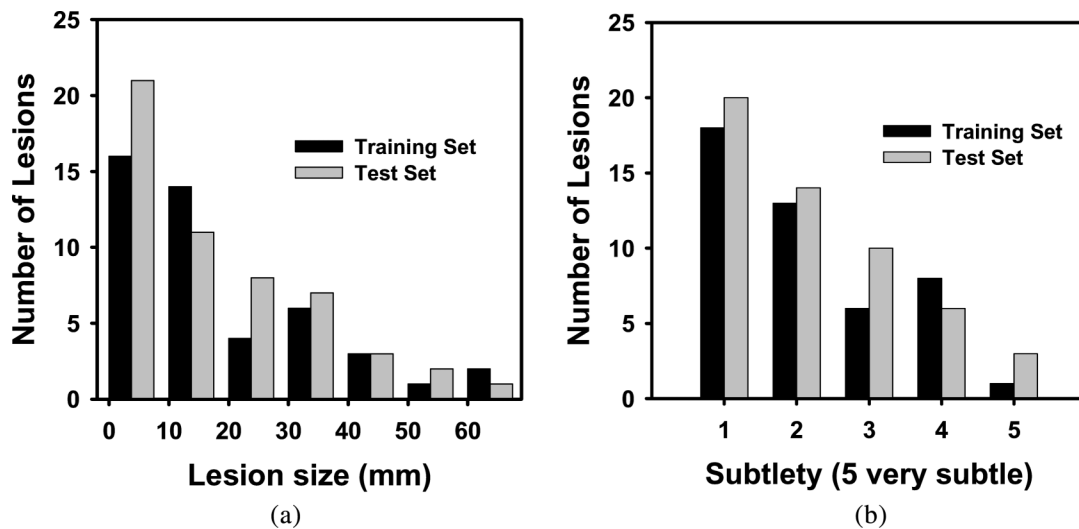 25
20
15
10
5
0
Number of Lesions
Training Set
Test Set
0 10 20 30 40 50 60
Lesion size (mm)
(a)
25
20
15
10
5
0
Number of Lesions
Training Set
Test Set
1 2 3 4 5
Subtlety (5 very subtle)
(b)